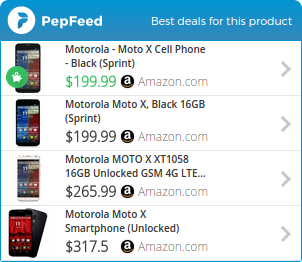 PepFeed Best deals for this product
Motorola - Moto X Cell Phone
- Black (Sprint)
$199.99 a Amazon.com
Motorola Moto X, Black 16GB
(Sprint)
$199.99 a Amazon.com
Motorola MOTO X XT1058
16GB Unlocked GSM 4G LTE...
$265.99 a Amazon.com
Motorola Moto X
Smartphone (Unlocked)
$317.5 a Amazon.com